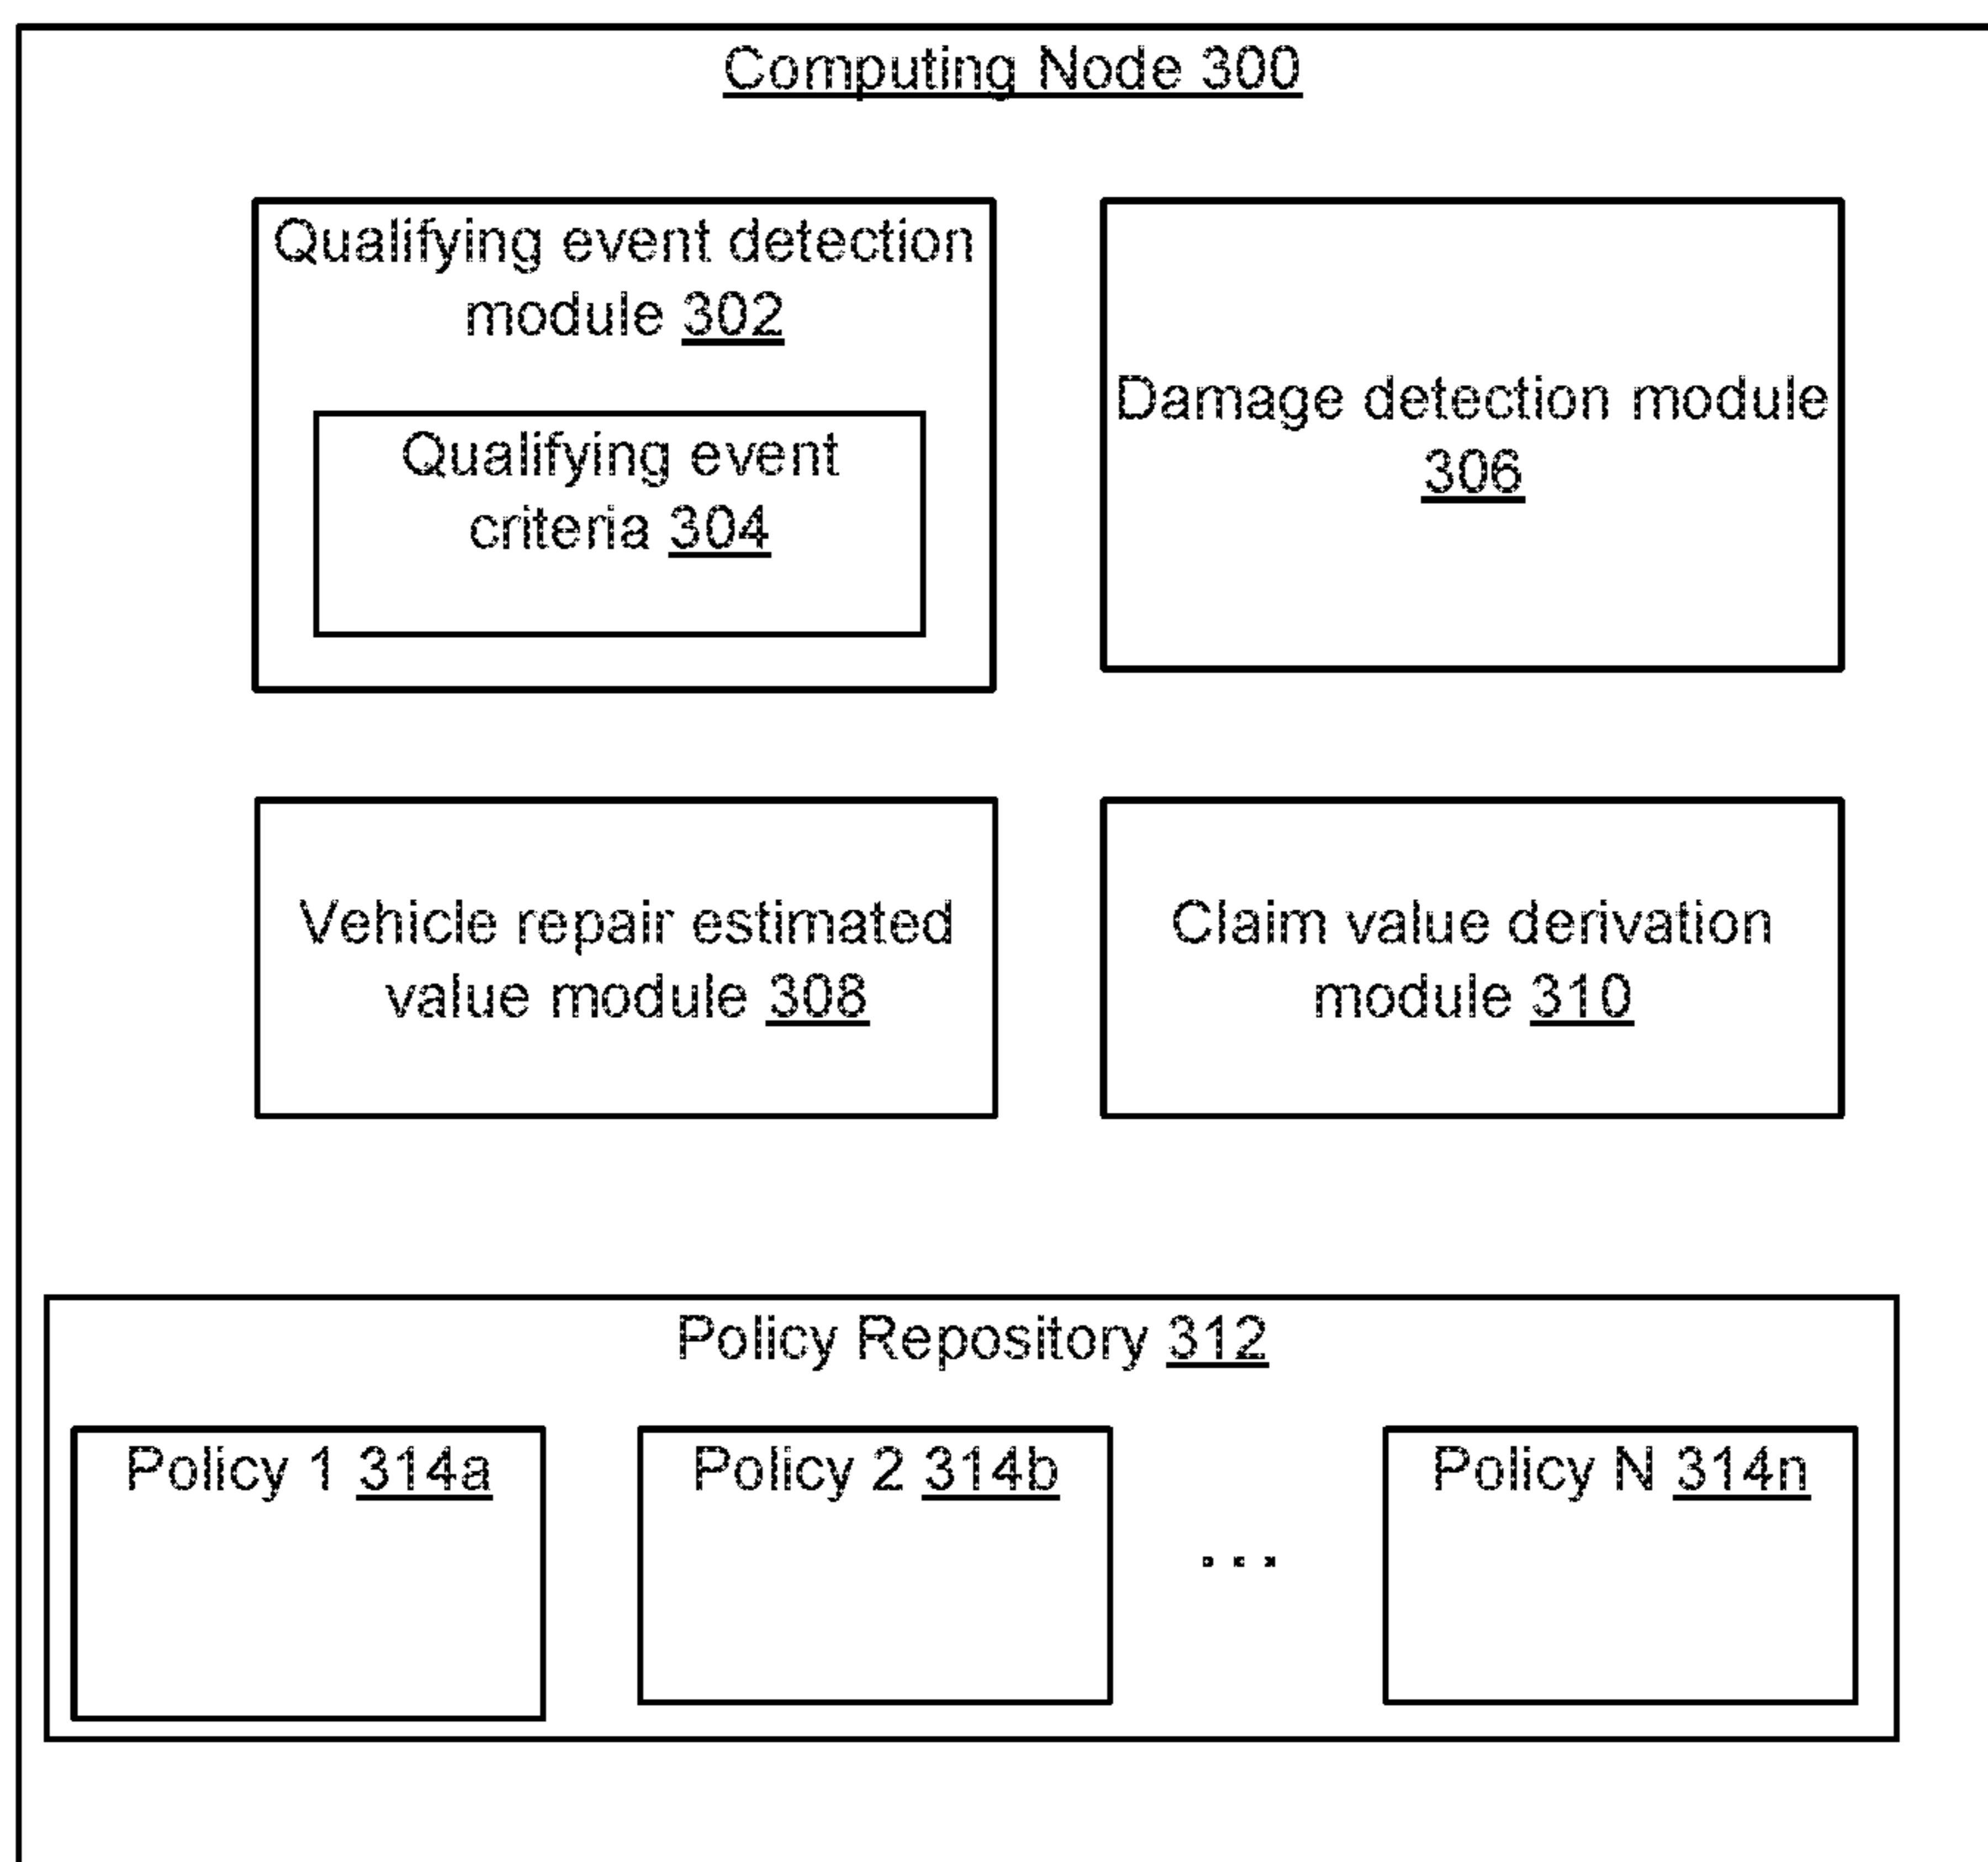 Computing Node 300
Qualifying event detection
module 302
Qualifying event
criteria 304
Damage detection module
306
Vehicle repair estimated
value module 308
Claim value derivation
module 310
Policy Repository 312
Policy 1 314a
Policy 2 314b
...
Policy N 314n